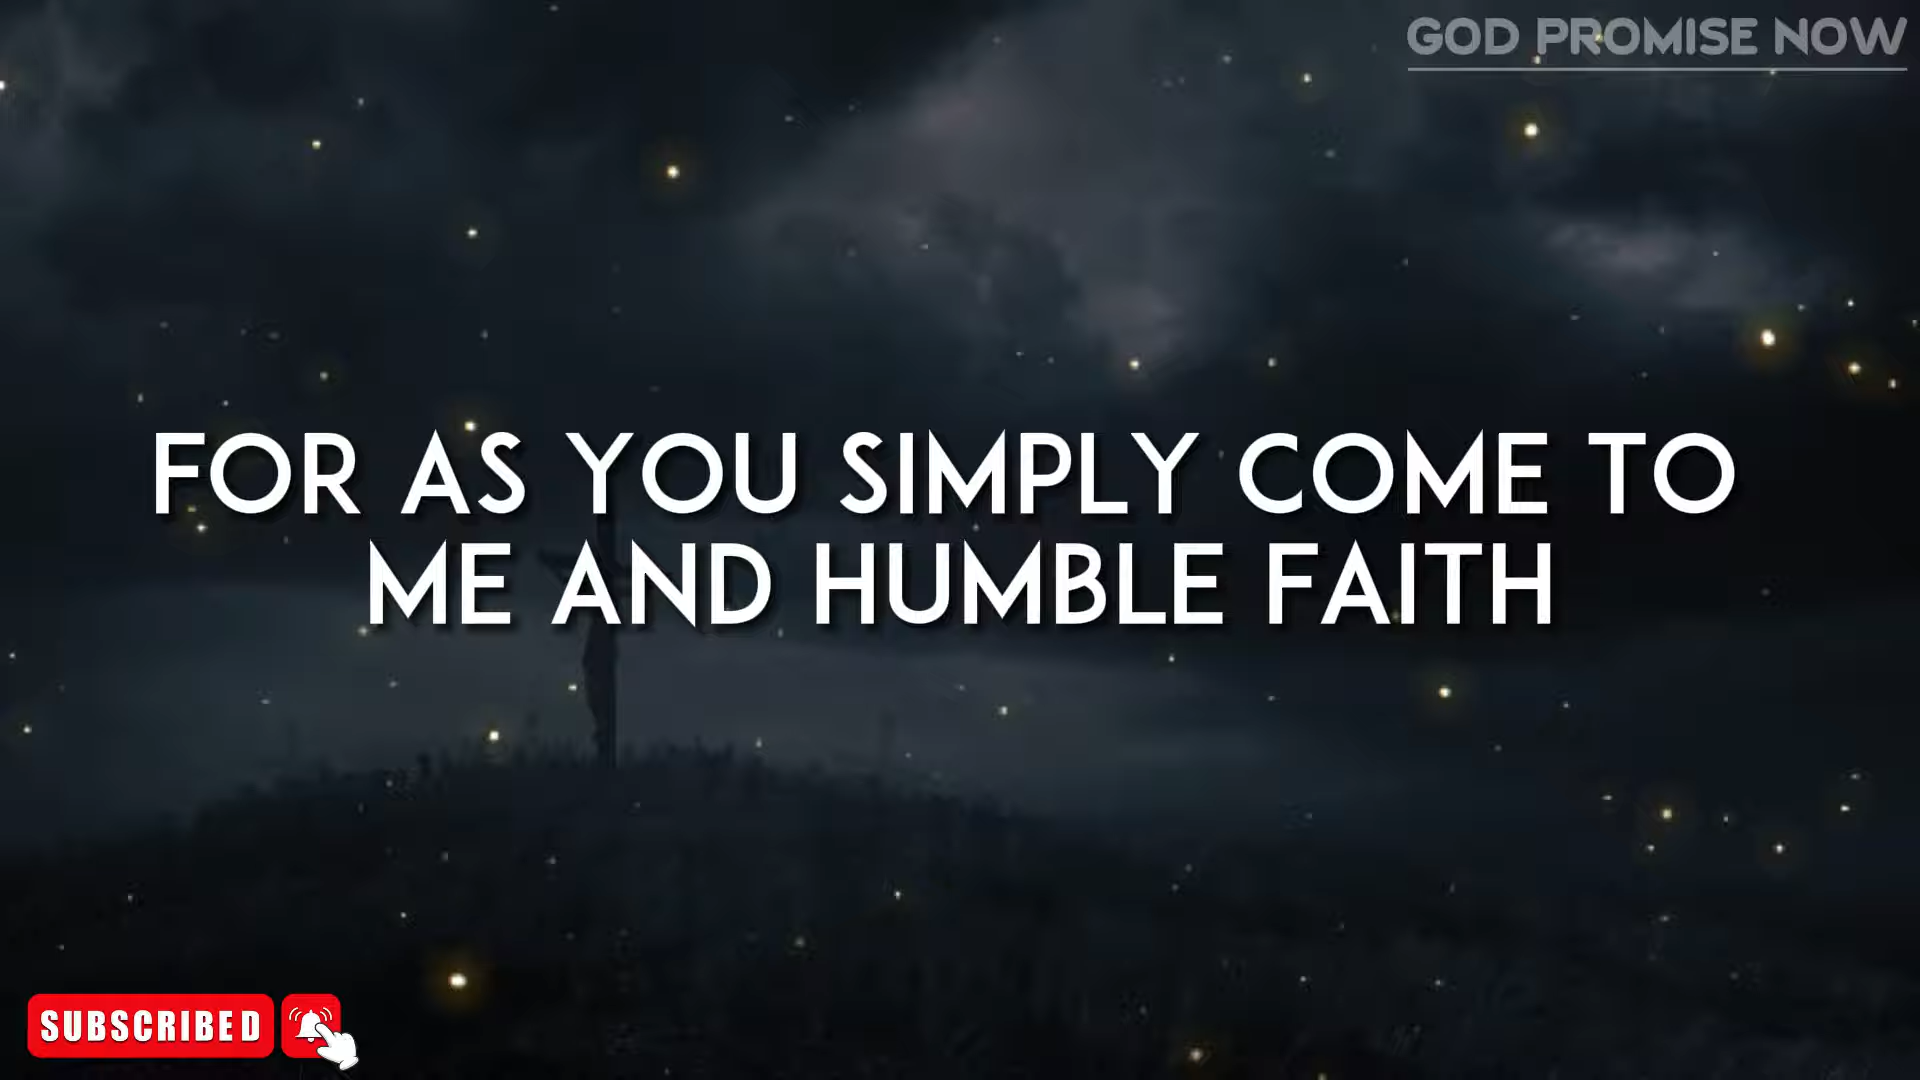 GOD PROMISE NOW
FOR AS YOU SIMPLY COME TO
ME AND HUMBLE FAITH
SUBSCRIBED